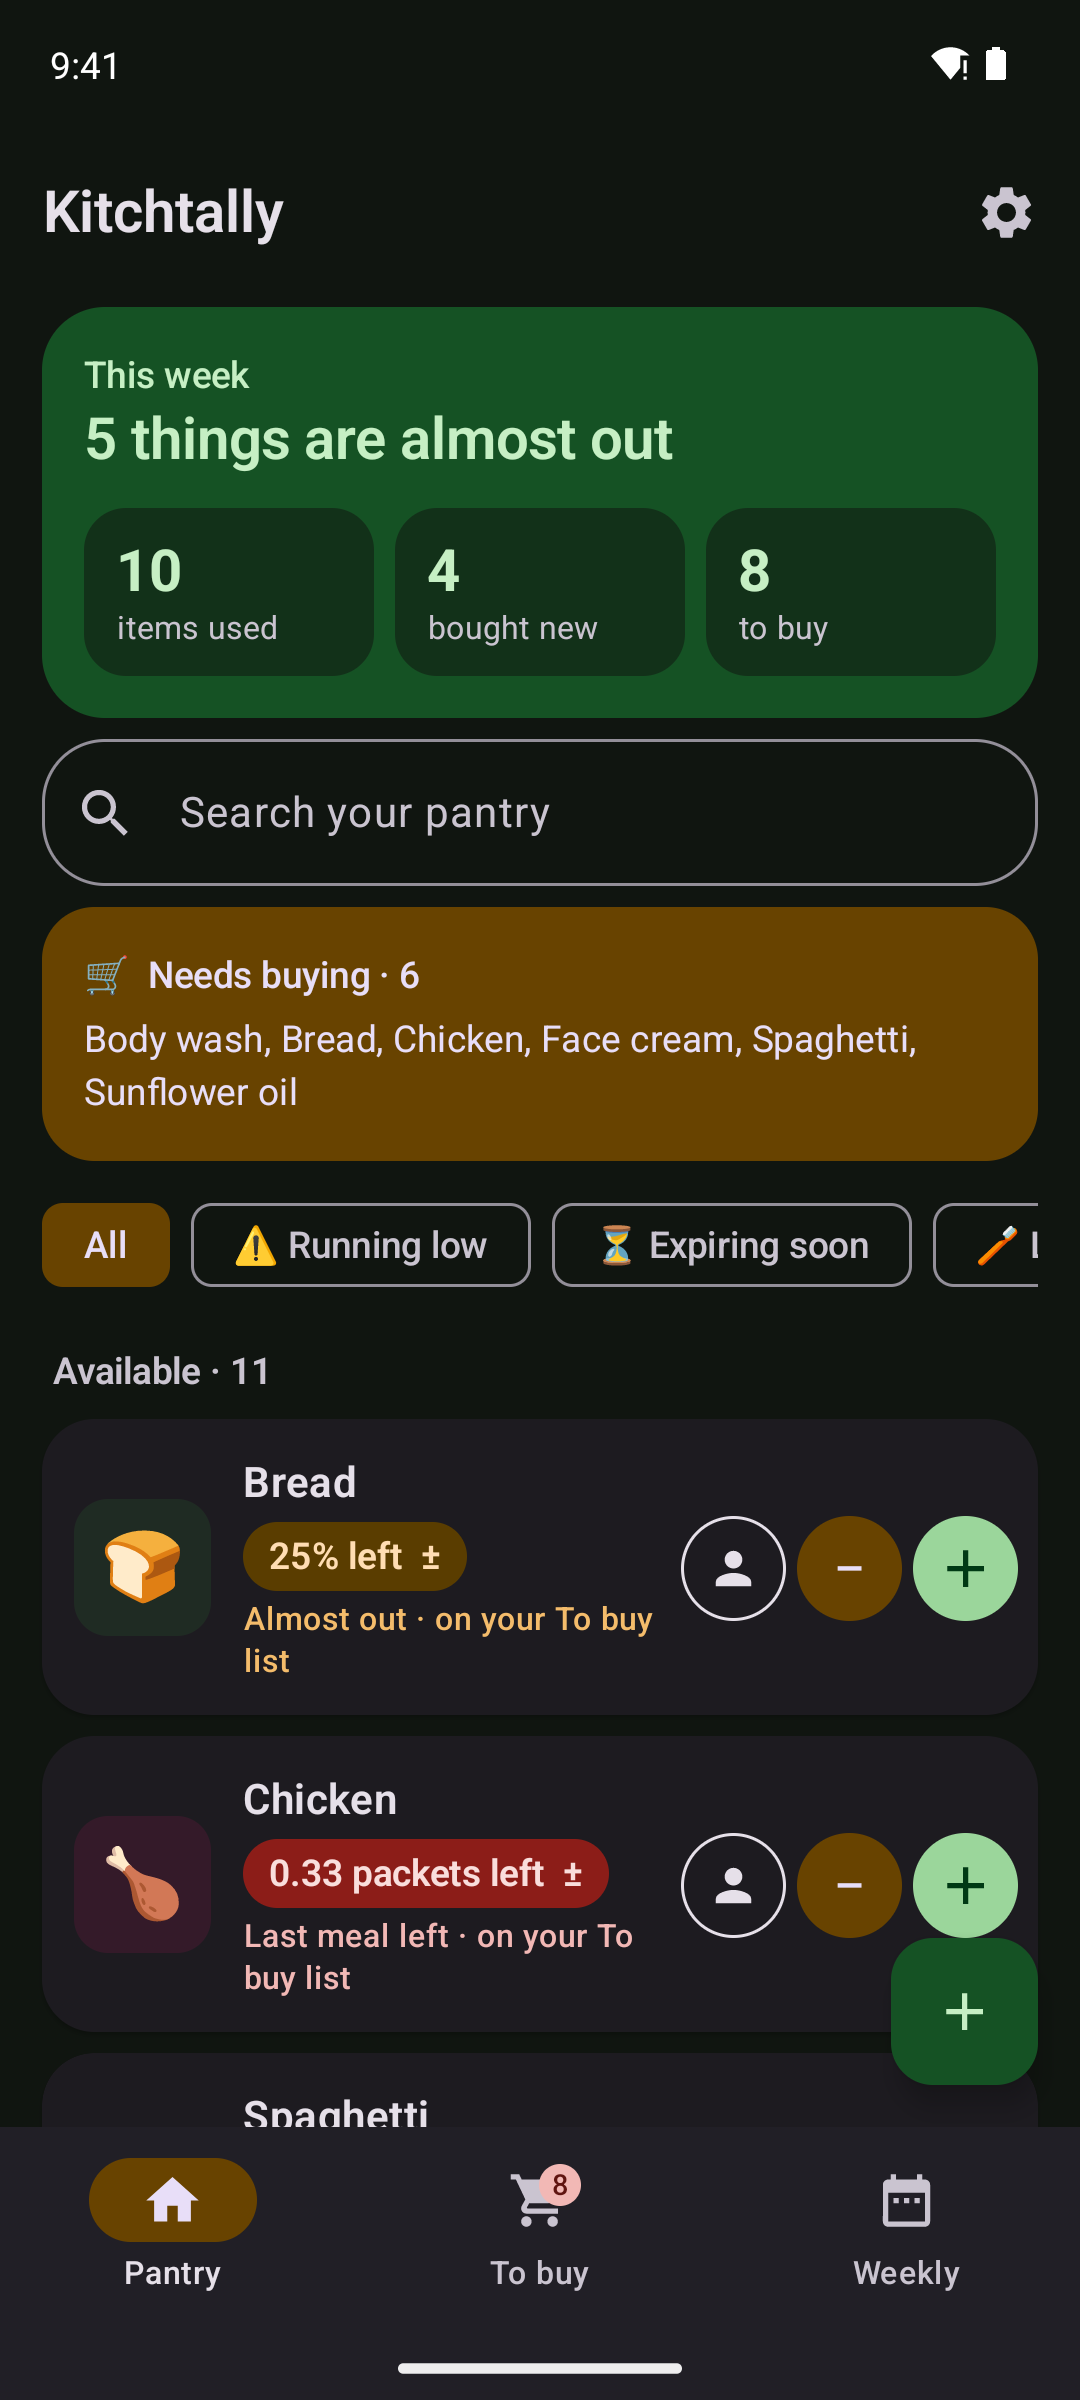 9:41
Kitchtally
This week
5 things are almost out
10
items used
4
bought new
8
to buy
Search your pantry
🛒 Needs buying · 6
Body wash, Bread, Chicken, Face cream, Spaghetti,
Sunflower oil
All
⚠️ Running low
⏳ Expiring soon
Available · 11
Bread
25% left ±
Almost out · on your To buy
list
Chicken
0.33 packets left ±
Last meal left · on your To
buy list
Spaghetti
8
Pantry
To buy
Weekly